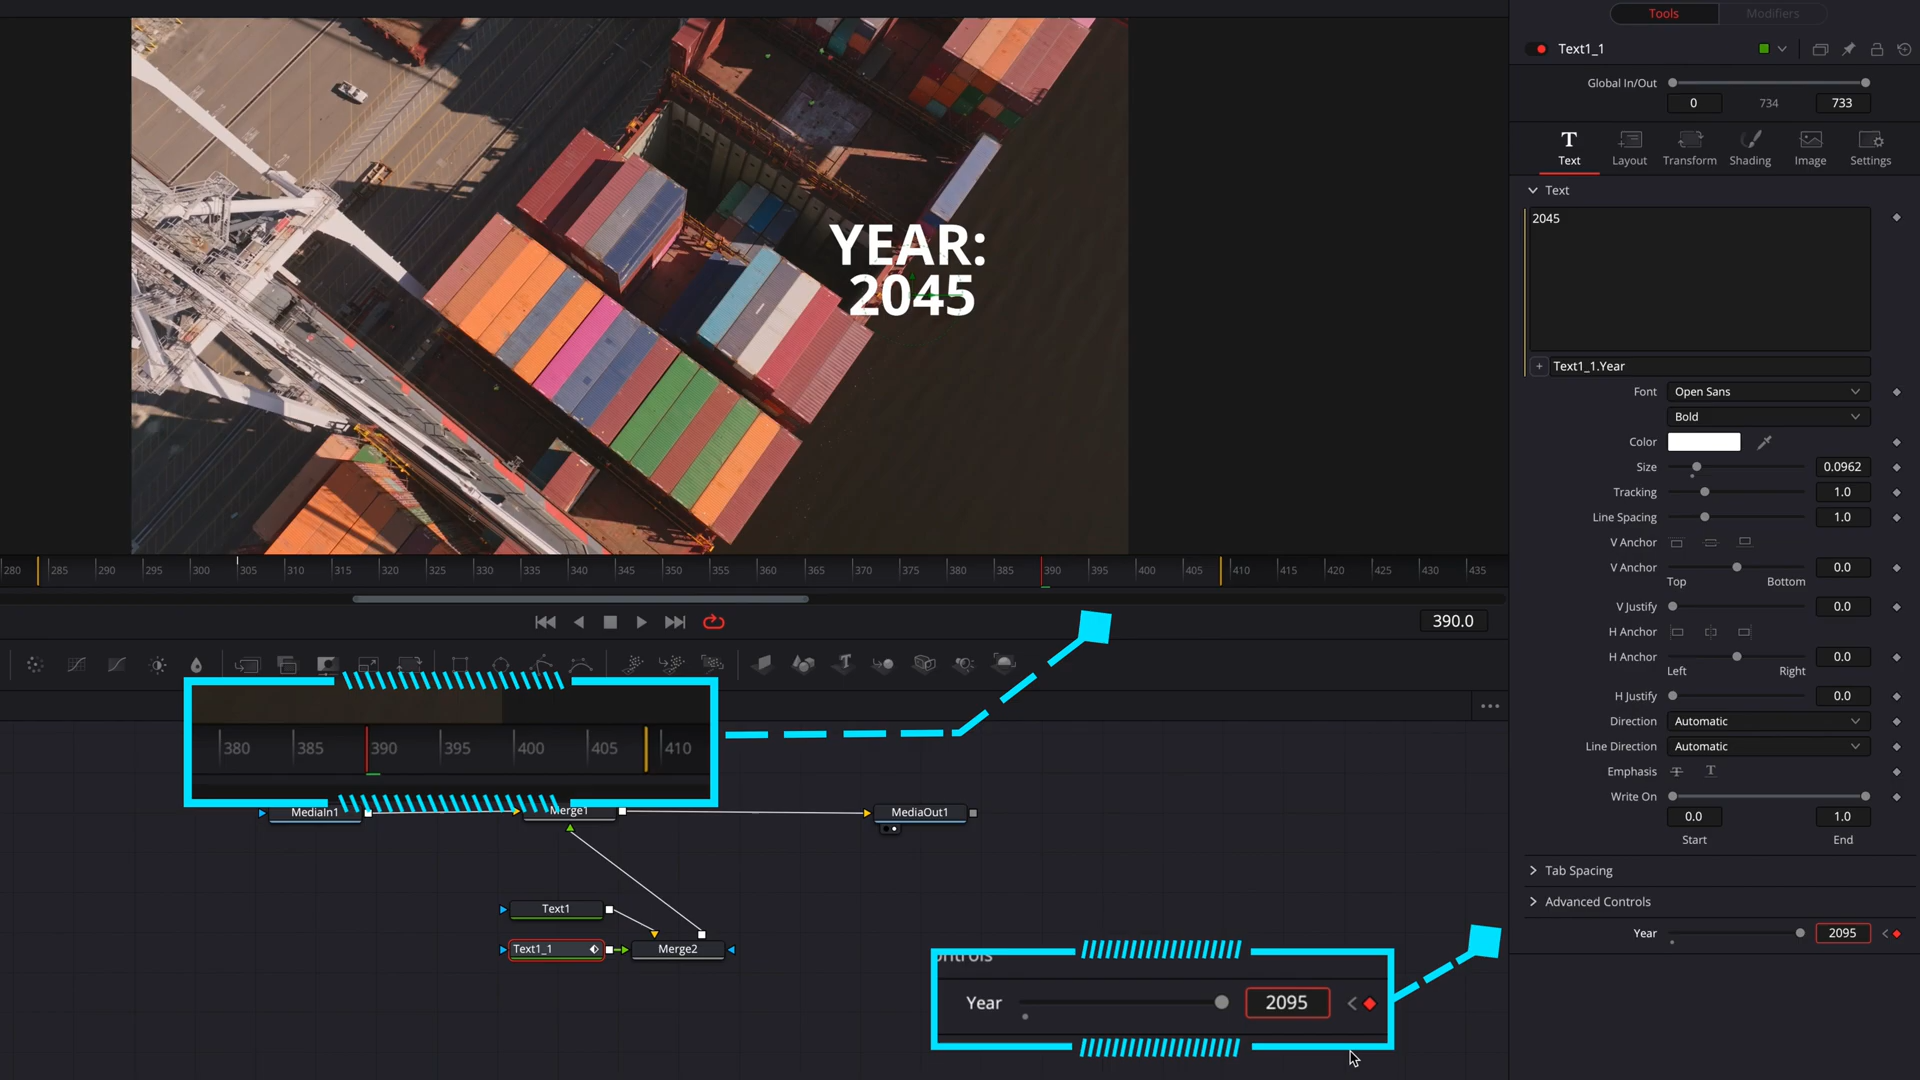 Tools
Modifiers
Text1_1
Global In/Out
0
734
733
Text
Layout
Transform
Shading
Image
Settings
Text
2045
Text1_1.Year
Font
Open Sans
Bold
Color
Size
0.0962
Tracking
1.0
Line Spacing
1.0
V Anchor
V Anchor
0.0
Top
Bottom
V Justify
0.0
H Anchor
H Anchor
0.0
Left
Right
H Justify
0.0
Direction
Automatic
Line Direction
Automatic
Emphasis
Write On
0.0
1.0
Start
End
Tab Spacing
Advanced Controls
Year
2095
YEAR:
2045
280 285 290 295 300 305 310 315 320 325 330 335 340 345 350 355 360 365 370 375 380 385 390 395 400 405 410 415 420 425 430 435
390.0
380 385 390 395 400 405 410
MediaIn1
Merge1
MediaOut1
Text1
Text1_1
Merge2
Year
2095